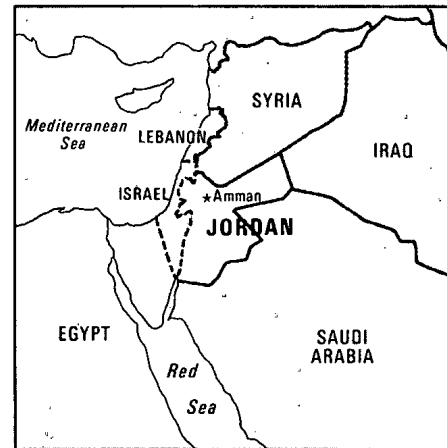 SYRIA
Mediterranean
Sea
LEBANON
IRAQ
ISRAEL
Amman
JORDAN
EGYPT
SAUDI
ARABIA
Red
Sea